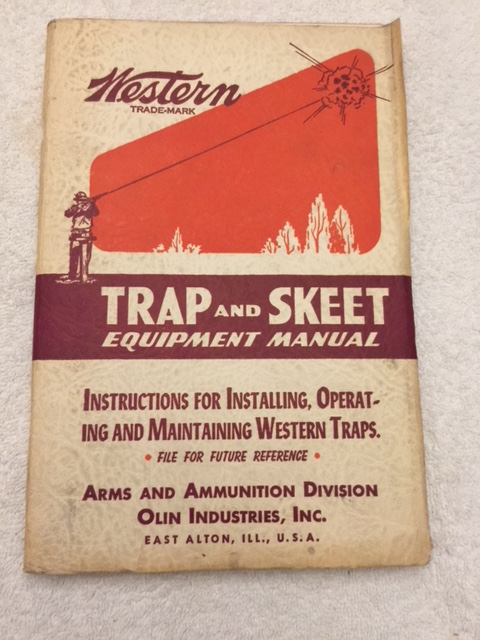 Western
TRADE-MARK
TRAP AND SKEET
EQUIPMENT MANUAL
INSTRUCTIONS FOR INSTALLING, OPERAT-
ING AND MAINTAINING WESTERN TRAPS.
• FILE FOR FUTURE REFERENCE •
ARMS AND AMMUNITION DIVISION
OLIN INDUSTRIES, INC.
EAST ALTON, ILL., U.S.A.